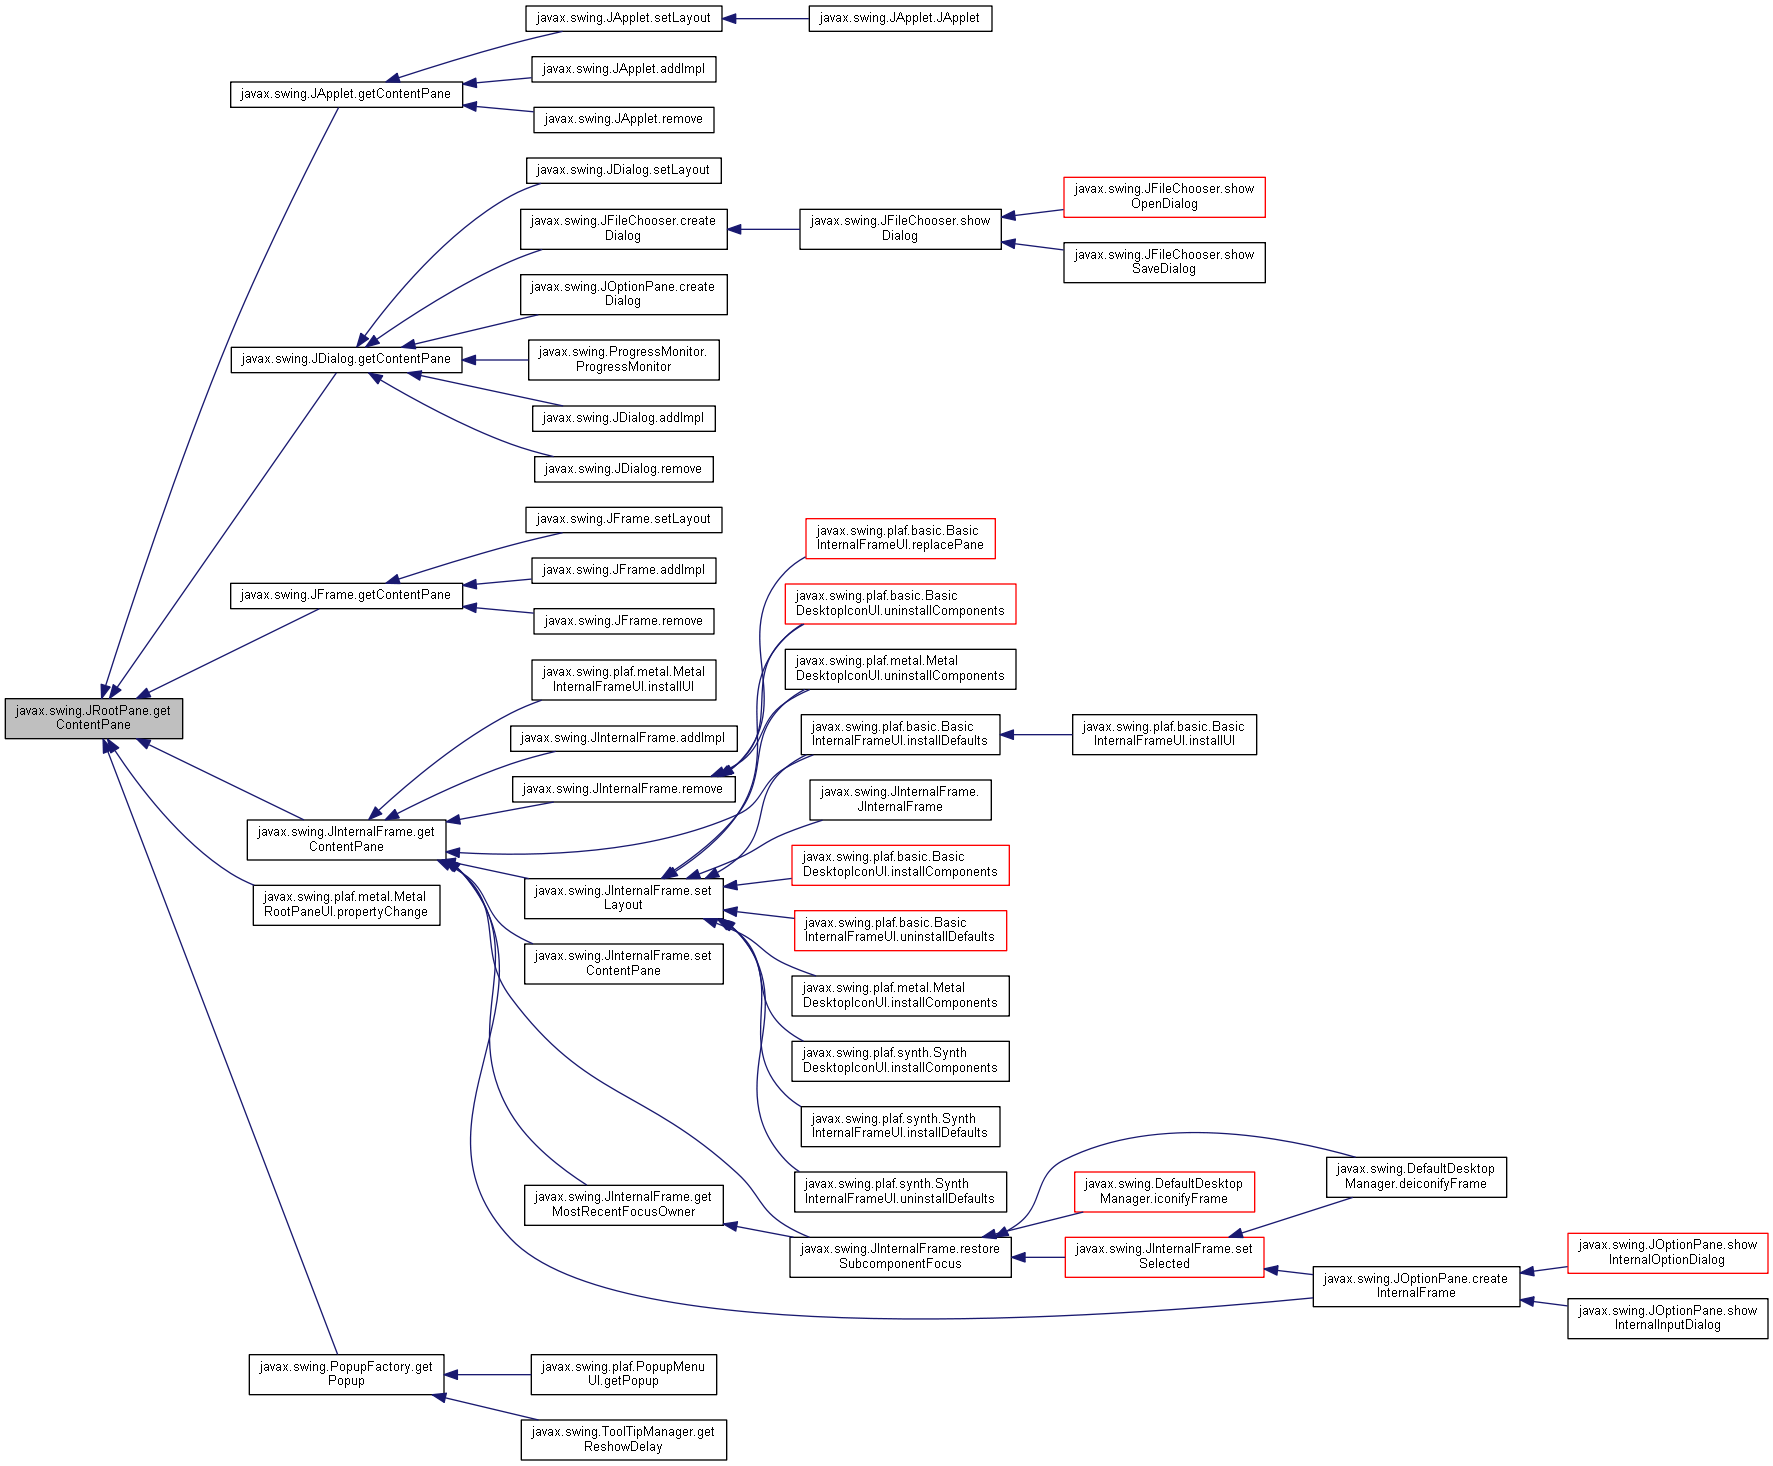 javax.swing.JRootPane.get
ContentPane
javax.swing.JApplet.getContentPane
javax.swing.JApplet.setLayout
javax.swing.JApplet.JApplet
javax.swing.JApplet.addImpl
javax.swing.JApplet.remove
javax.swing.JDialog.getContentPane
javax.swing.JDialog.setLayout
javax.swing.JFileChooser.create
Dialog
javax.swing.JFileChooser.show
Dialog
javax.swing.JFileChooser.show
OpenDialog
javax.swing.JFileChooser.show
SaveDialog
javax.swing.JOptionPane.create
Dialog
javax.swing.ProgressMonitor.
ProgressMonitor
javax.swing.JDialog.addImpl
javax.swing.JDialog.remove
javax.swing.JFrame.getContentPane
javax.swing.JFrame.setLayout
javax.swing.JFrame.addImpl
javax.swing.JFrame.remove
javax.swing.JInternalFrame.get
ContentPane
javax.swing.plaf.metal.Metal
InternalFrameUI.installUI
javax.swing.JInternalFrame.addImpl
javax.swing.JInternalFrame.remove
javax.swing.plaf.basic.Basic
InternalFrameUI.replacePane
javax.swing.plaf.basic.Basic
DesktopIconUI.uninstallComponents
javax.swing.plaf.metal.Metal
DesktopIconUI.uninstallComponents
javax.swing.plaf.basic.Basic
InternalFrameUI.installDefaults
javax.swing.plaf.basic.Basic
InternalFrameUI.installUI
javax.swing.JInternalFrame.set
Layout
javax.swing.JInternalFrame.
JInternalFrame
javax.swing.plaf.basic.Basic
DesktopIconUI.installComponents
javax.swing.plaf.basic.Basic
InternalFrameUI.uninstallDefaults
javax.swing.plaf.metal.Metal
DesktopIconUI.installComponents
javax.swing.plaf.synth.Synth
DesktopIconUI.installComponents
javax.swing.plaf.synth.Synth
InternalFrameUI.installDefaults
javax.swing.plaf.synth.Synth
InternalFrameUI.uninstallDefaults
javax.swing.JInternalFrame.set
ContentPane
javax.swing.JInternalFrame.get
MostRecentFocusOwner
javax.swing.JInternalFrame.restore
SubcomponentFocus
javax.swing.DefaultDesktop
Manager.deiconifyFrame
javax.swing.DefaultDesktop
Manager.iconifyFrame
javax.swing.JInternalFrame.set
Selected
javax.swing.JOptionPane.create
InternalFrame
javax.swing.JOptionPane.show
InternalOptionDialog
javax.swing.JOptionPane.show
InternalInputDialog
javax.swing.plaf.metal.Metal
RootPaneUI.propertyChange
javax.swing.PopupFactory.get
Popup
javax.swing.plaf.PopupMenu
UI.getPopup
javax.swing.ToolTipManager.get
ReshowDelay